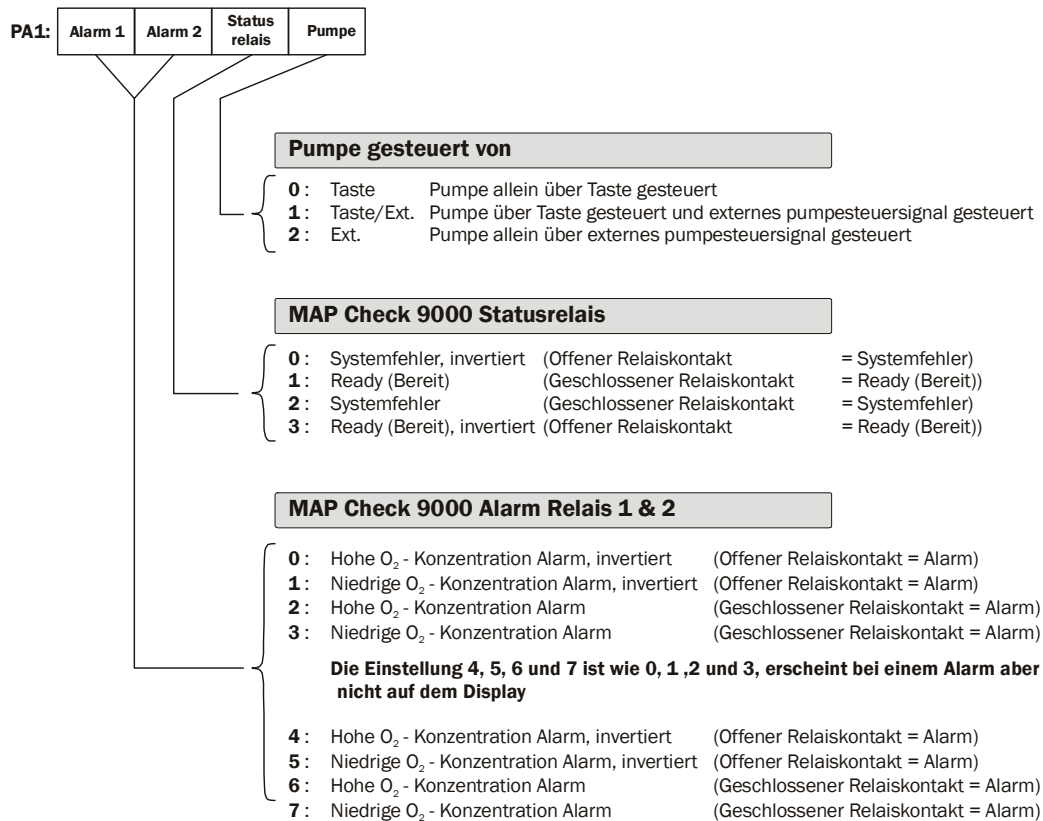 PA1: Alarm 1 Alarm 2 Status relais Pumpe
Pumpe gesteuert von
0 : Taste Pumpe allein über Taste gesteuert
1 : Taste/Ext. Pumpe über Taste gesteuert und externes pumpesteuersignal gesteuert
2 : Ext. Pumpe allein über externes pumpesteuersignal gesteuert
MAP Check 9000 Statusrelais
0 : Systemfehler, invertiert (Offener Relaiskontakt = Systemfehler)
1 : Ready (Bereit) (Geschlossener Relaiskontakt = Ready (Bereit))
2 : Systemfehler (Geschlossener Relaiskontakt = Systemfehler)
3 : Ready (Bereit), invertiert (Offener Relaiskontakt = Ready (Bereit))
MAP Check 9000 Alarm Relais 1 & 2
0 : Hohe O₂ - Konzentration Alarm, invertiert (Offener Relaiskontakt = Alarm)
1 : Niedrige O₂ - Konzentration Alarm, invertiert (Offener Relaiskontakt = Alarm)
2 : Hohe O₂ - Konzentration Alarm (Geschlossener Relaiskontakt = Alarm)
3 : Niedrige O₂ - Konzentration Alarm (Geschlossener Relaiskontakt = Alarm)
Die Einstellung 4, 5, 6 und 7 ist wie 0, 1 ,2 und 3, erscheint bei einem Alarm aber
nicht auf dem Display
4 : Hohe O₂ - Konzentration Alarm, invertiert (Offener Relaiskontakt = Alarm)
5 : Niedrige O₂ - Konzentration Alarm, invertiert (Offener Relaiskontakt = Alarm)
6 : Hohe O₂ - Konzentration Alarm (Geschlossener Relaiskontakt = Alarm)
7 : Niedrige O₂ - Konzentration Alarm (Geschlossener Relaiskontakt = Alarm)